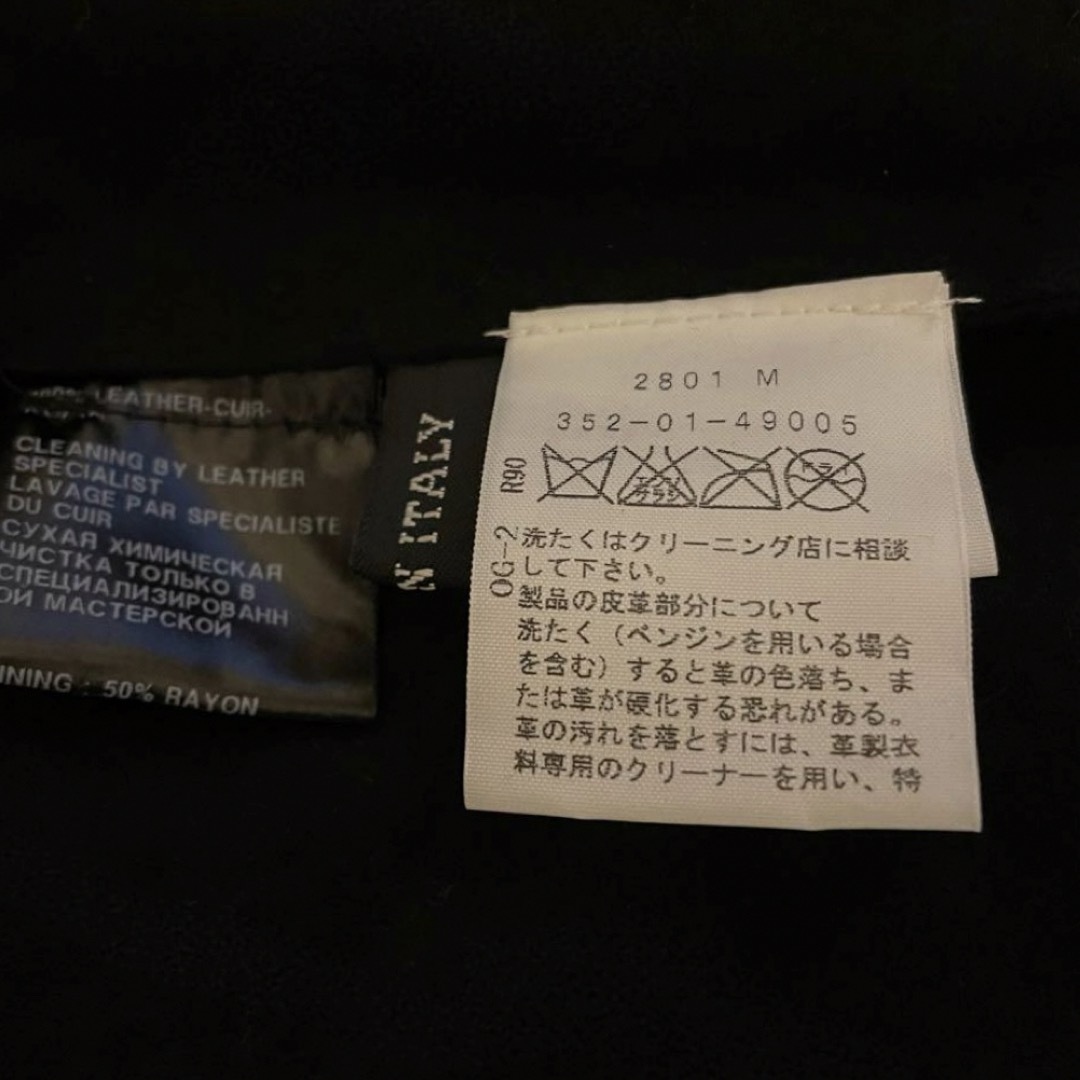 LEATHER-CUIR-
CLEANING BY LEATHER
SPECIALIST
LAVAGE PAR SPECIALISTE
DU CUIR
СУХАЯ ХИМИЧЕСКАЯ
ЧИСТКА ТОЛЬКО В
СПЕЦИАЛИЗИРОВАНН
ОЙ МАСТЕРСКОЙ
NING : 50% RAYON
N ITALY
2801 M
352-01-49005
R90
ドライ
OG-2
洗たくはクリーニング店に相談
して下さい。
製品の皮革部分について
洗たく（ベンジンを用いる場合
を含む）すると革の色落ち、ま
たは革が硬化する恐れがある。
革の汚れを落とすには、革製衣
料専用のクリーナーを用い、特